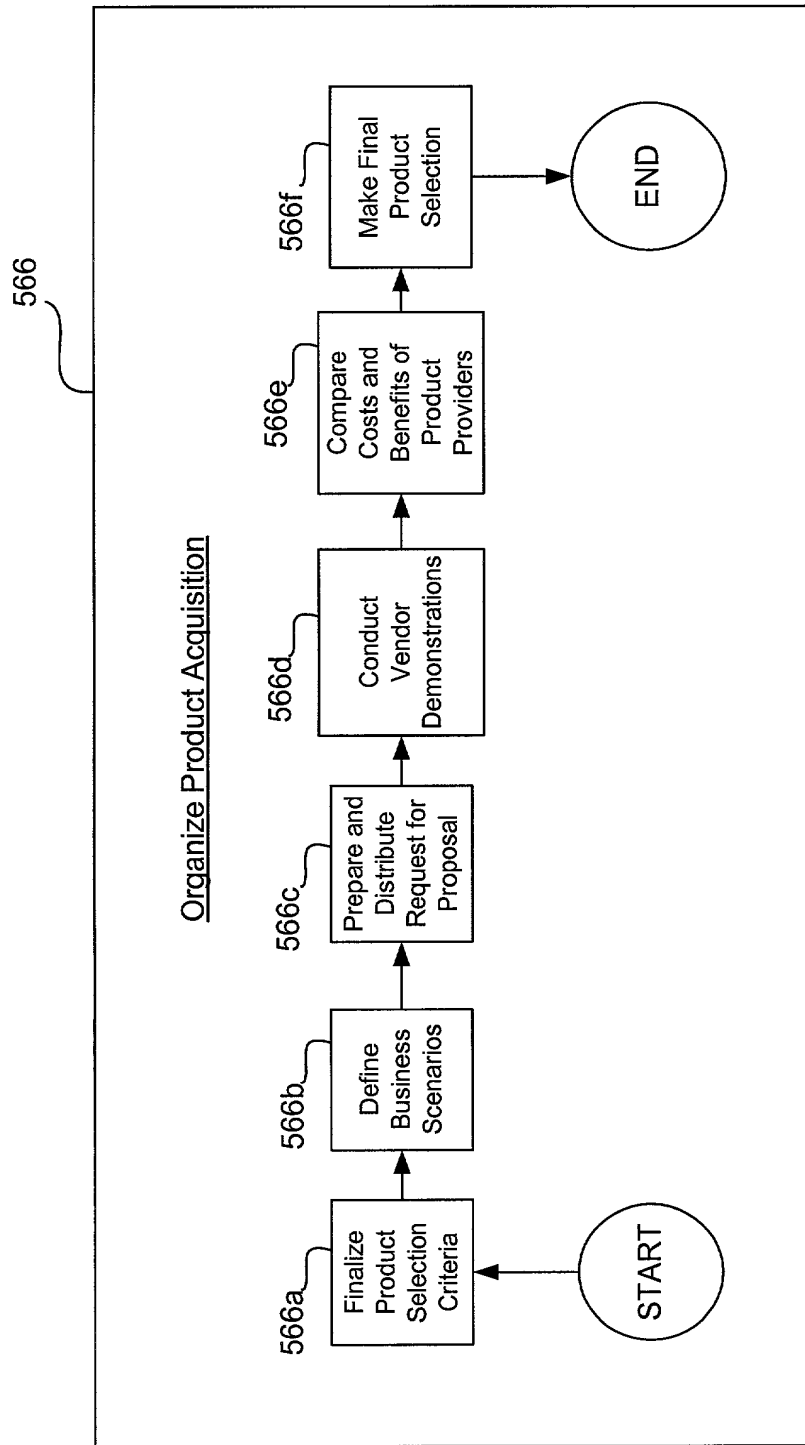 566
Organize Product Acquisition
566a
Finalize
Product
Selection
Criteria
566b
Define
Business
Scenarios
566c
Prepare and
Distribute
Request for
Proposal
566d
Conduct
Vendor
Demonstrations
566e
Compare
Costs and
Benefits of
Product
Providers
566f
Make Final
Product
Selection
START
END